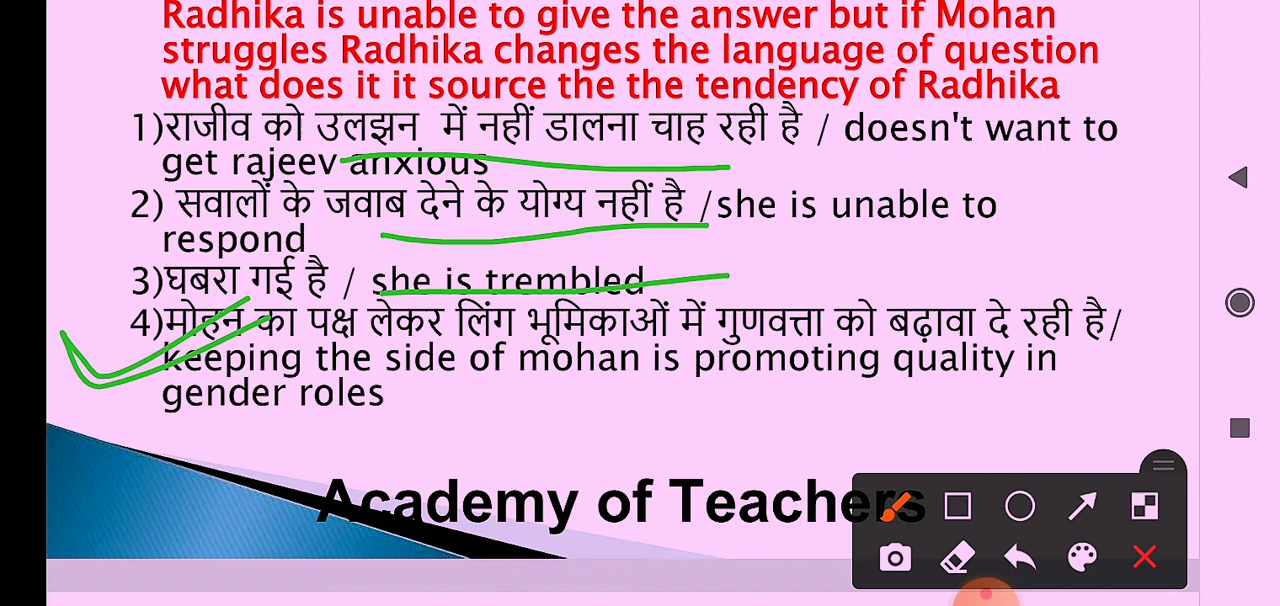 Radhika is unable to give the answer but if Mohan
struggles Radhika changes the language of question
what does it it source the the tendency of Radhika
1)राजीव को उलझन में नहीं डालना चाह रही है / doesn't want to
get rajeev anxious
2) सवालों के जवाब देने के योग्य नहीं है /she is unable to
respond
3)घबरा गई है / she is trembled
4)मोहन का पक्ष लेकर लिंग भूमिकाओं में गुणवत्ता को बढ़ावा दे रही है/
keeping the side of mohan is promoting quality in
gender roles
Academy of Teachers